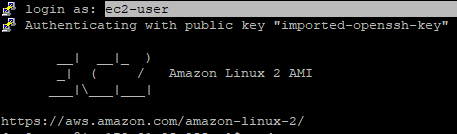 login as: ec2-user
Authenticating with public key "imported-openssh-key"
__|  __|_  )
_|  (     /   Amazon Linux 2 AMI
___|\___|___|
https://aws.amazon.com/amazon-linux-2/